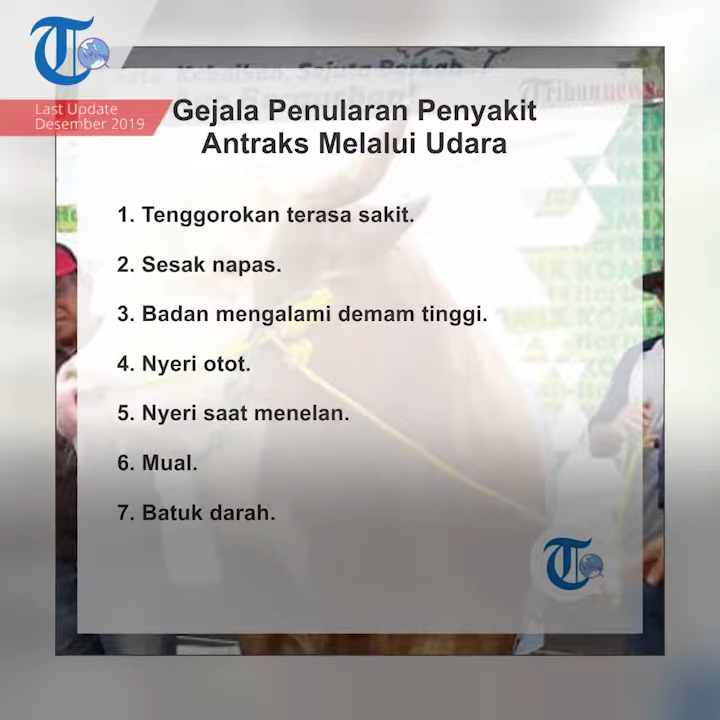 Last Update
Desember 2019
Tribunnews
Gejala Penularan Penyakit
Antraks Melalui Udara
1. Tenggorokan terasa sakit.
2. Sesak napas.
3. Badan mengalami demam tinggi.
4. Nyeri otot.
5. Nyeri saat menelan.
6. Mual.
7. Batuk darah.